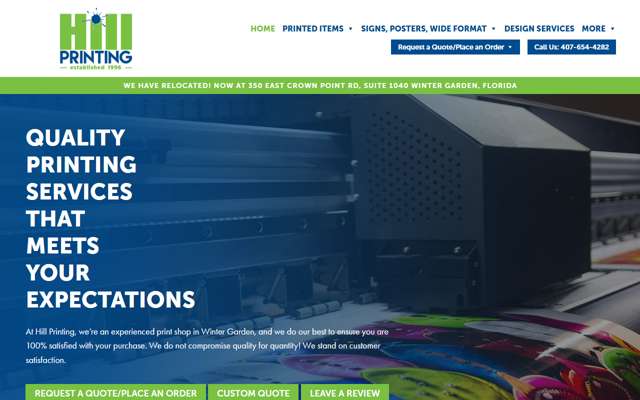 Hill
PRINTING
established 1996
HOME PRINTED ITEMS SIGNS, POSTERS, WIDE FORMAT DESIGN SERVICES MORE
Request a Quote/Place an Order Call Us: 407-654-4282
WE HAVE RELOCATED! NOW AT 350 EAST CROWN POINT RD, SUITE 1040 WINTER GARDEN, FLORIDA
QUALITY
PRINTING
SERVICES
THAT
MEETS
YOUR
EXPECTATIONS
At Hill Printing, we're an experienced print shop in Winter Garden, and we do our best to ensure you are
100% satisfied with your purchase. We do not compromise quality for quantity! We stand on customer
satisfaction.
REQUEST A QUOTE/PLACE AN ORDER CUSTOM QUOTE LEAVE A REVIEW